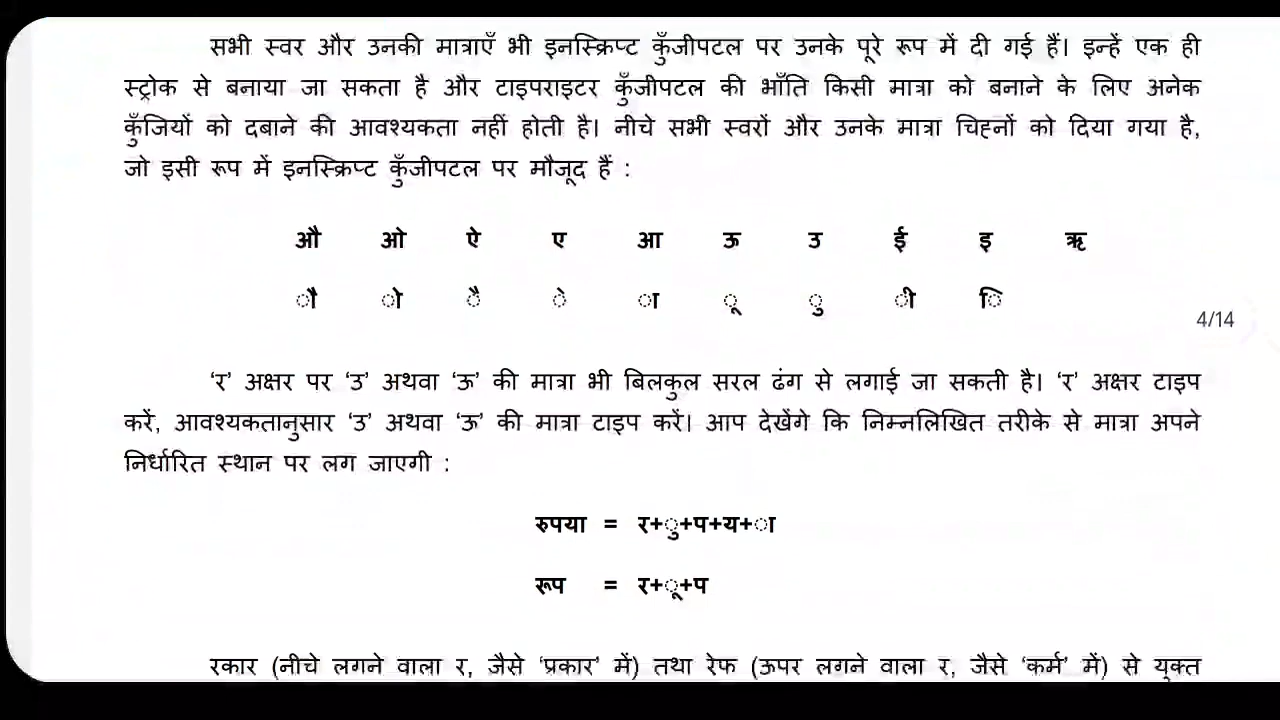 सभी स्वर और उनकी मात्राएँ भी इनस्क्रिप्ट कुँजीपटल पर उनके पूरे रूप में दी गई हैं। इन्हें एक ही
स्ट्रोक से बनाया जा सकता है और टाइपराइटर कुँजीपटल की भाँति किसी मात्रा को बनाने के लिए अनेक
कुँजियों को दबाने की आवश्यकता नहीं होती है। नीचे सभी स्वरों और उनके मात्रा चिह्नों को दिया गया है,
जो इसी रूप में इनस्क्रिप्ट कुँजीपटल पर मौजूद हैं :
औ ओ ऐ ए आ ऊ उ ई इ ऋ
ौ ो ै े ा ू ु ी ि
4/14
‘र’ अक्षर पर ‘उ’ अथवा ‘ऊ’ की मात्रा भी बिलकुल सरल ढंग से लगाई जा सकती है। ‘र’ अक्षर टाइप
करें, आवश्यकतानुसार ‘उ’ अथवा ‘ऊ’ की मात्रा टाइप करें। आप देखेंगे कि निम्नलिखित तरीके से मात्रा अपने
निर्धारित स्थान पर लग जाएगी :
रुपया = र+ु+प+य+ा
रूप = र+ू+प
रकार (नीचे लगने वाला र, जैसे ‘प्रकार’ में) तथा रेफ (ऊपर लगने वाला र, जैसे ‘कर्म’ में) से युक्त